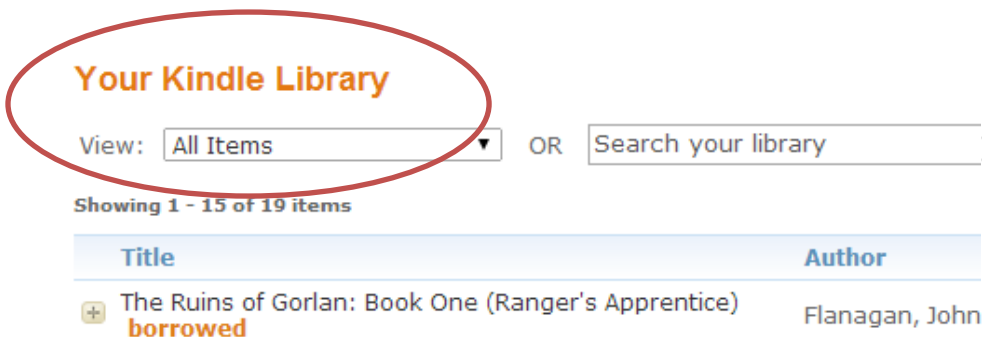 Your Kindle Library
View: All Items OR Search your library
Showing 1 - 15 of 19 items
Title Author
The Ruins of Gorlan: Book One (Ranger's Apprentice) Flanagan, John
borrowed